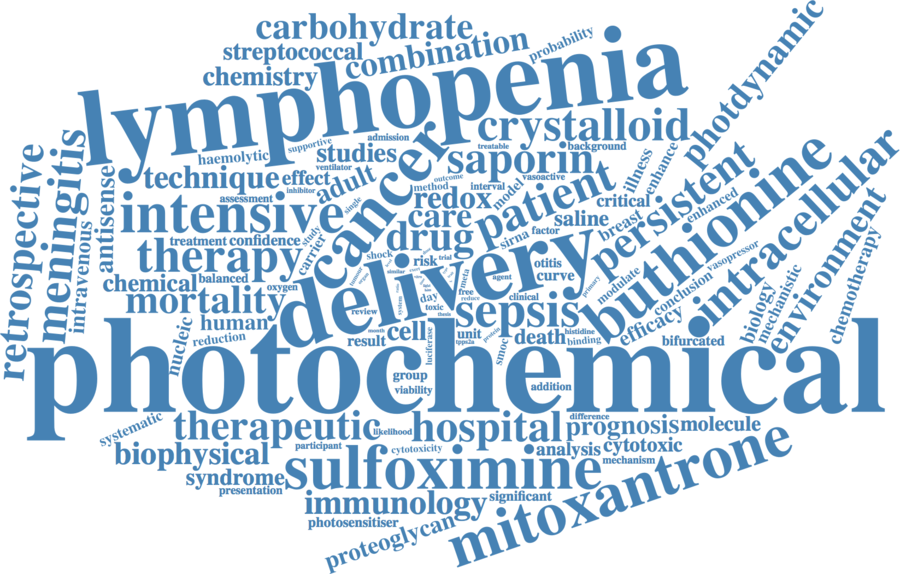 carbohydrate
streptococcal
combination
probability
chemistry
photdynamic
lymphopenia
admission
supportive
treatable
crystalloid
background
haemolytic
studies
ventilator
cancer
saporin
retrospective
meningitis
intravenous
antisense
technique
effect
inhibitor
adult
outcome
method
interval
model
vasoactive
illness
enhance
assessment
single
redox
patient
critical
persistent
enhanced
intensive
care
saline
breast
buthionine
intracellular
treatment
confidence
study
carrier
drug
sirna
factor
therapy
shock
risk
trial
otitis
delivery
chemical
balanced
oxygen
similar
agent
curve
primary
modulate
conclusion
vasopressor
environment
mortality
day
free
reduce
clinical
toxic
sepsis
biology
mechanistic
chemotherapy
human
review
system
thesis
cell
unit
protein
death
histidine
efficacy
nucleic
reduction
month
result
luciferase
tpps2a
smoc
binding
bifurcated
photochemical
group
viability
addition
systematic
therapeutic
likelihood
hospital
difference
prognosis
molecule
biophysical
participant
cytotoxicity
analysis
cytotoxic
syndrome
sulfoximine
mechanism
presentation
immunology
significant
mitoxantrone
photosensitiser
proteoglycan